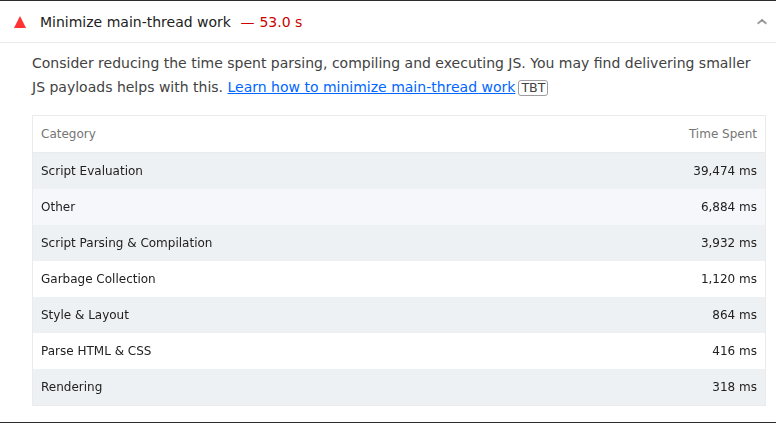 Minimize main-thread work — 53.0 s
Consider reducing the time spent parsing, compiling and executing JS. You may find delivering smaller
JS payloads helps with this. Learn how to minimize main-thread work TBT
Category Time Spent
Script Evaluation 39,474 ms
Other 6,884 ms
Script Parsing & Compilation 3,932 ms
Garbage Collection 1,120 ms
Style & Layout 864 ms
Parse HTML & CSS 416 ms
Rendering 318 ms